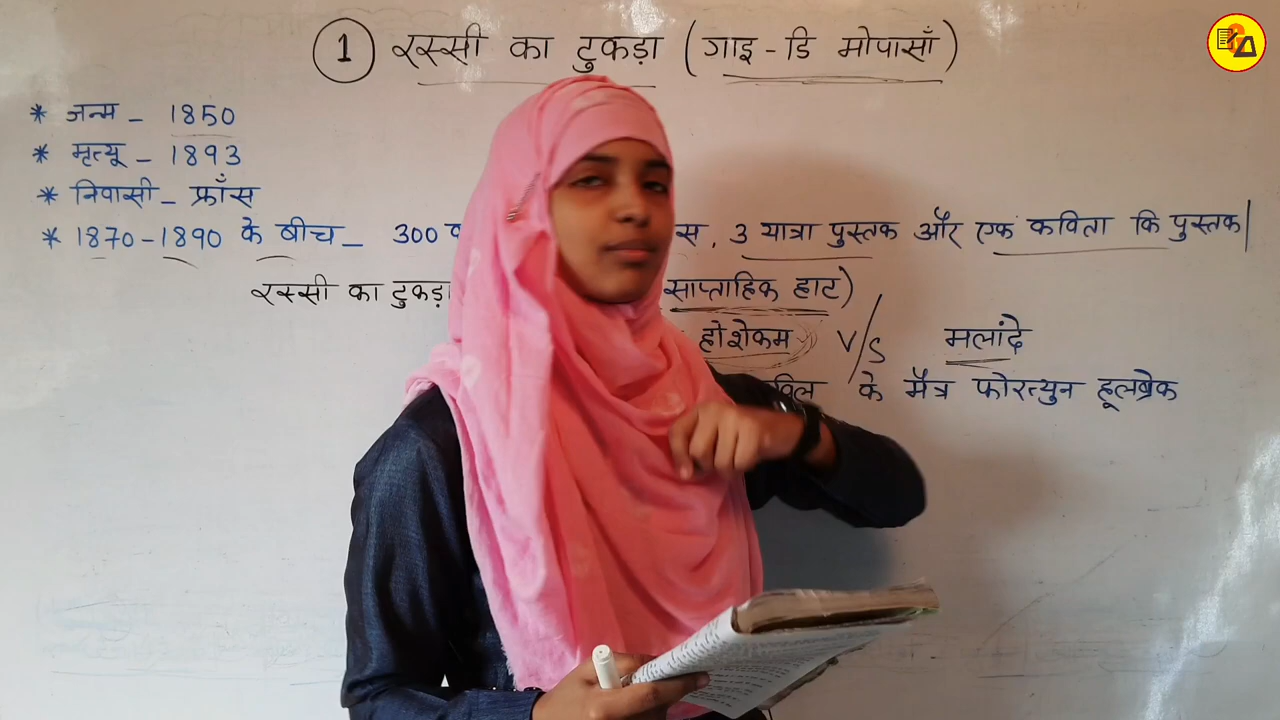 1 रस्सी का टुकड़ा (गाइ - डि मोपासाँ)
* जन्म - 1850
* मृत्यू - 1893
* निवासी - फ्राँस
* 1870-1890 के बीच - 300 स, 3 यात्रा पुस्तक और एक कविता कि पुस्तक|
रस्सी का टुकड़ा साप्ताहिक हाट)
होशेकम V/S मलांदे
के मैत्र फोरत्युन हूलब्रेक